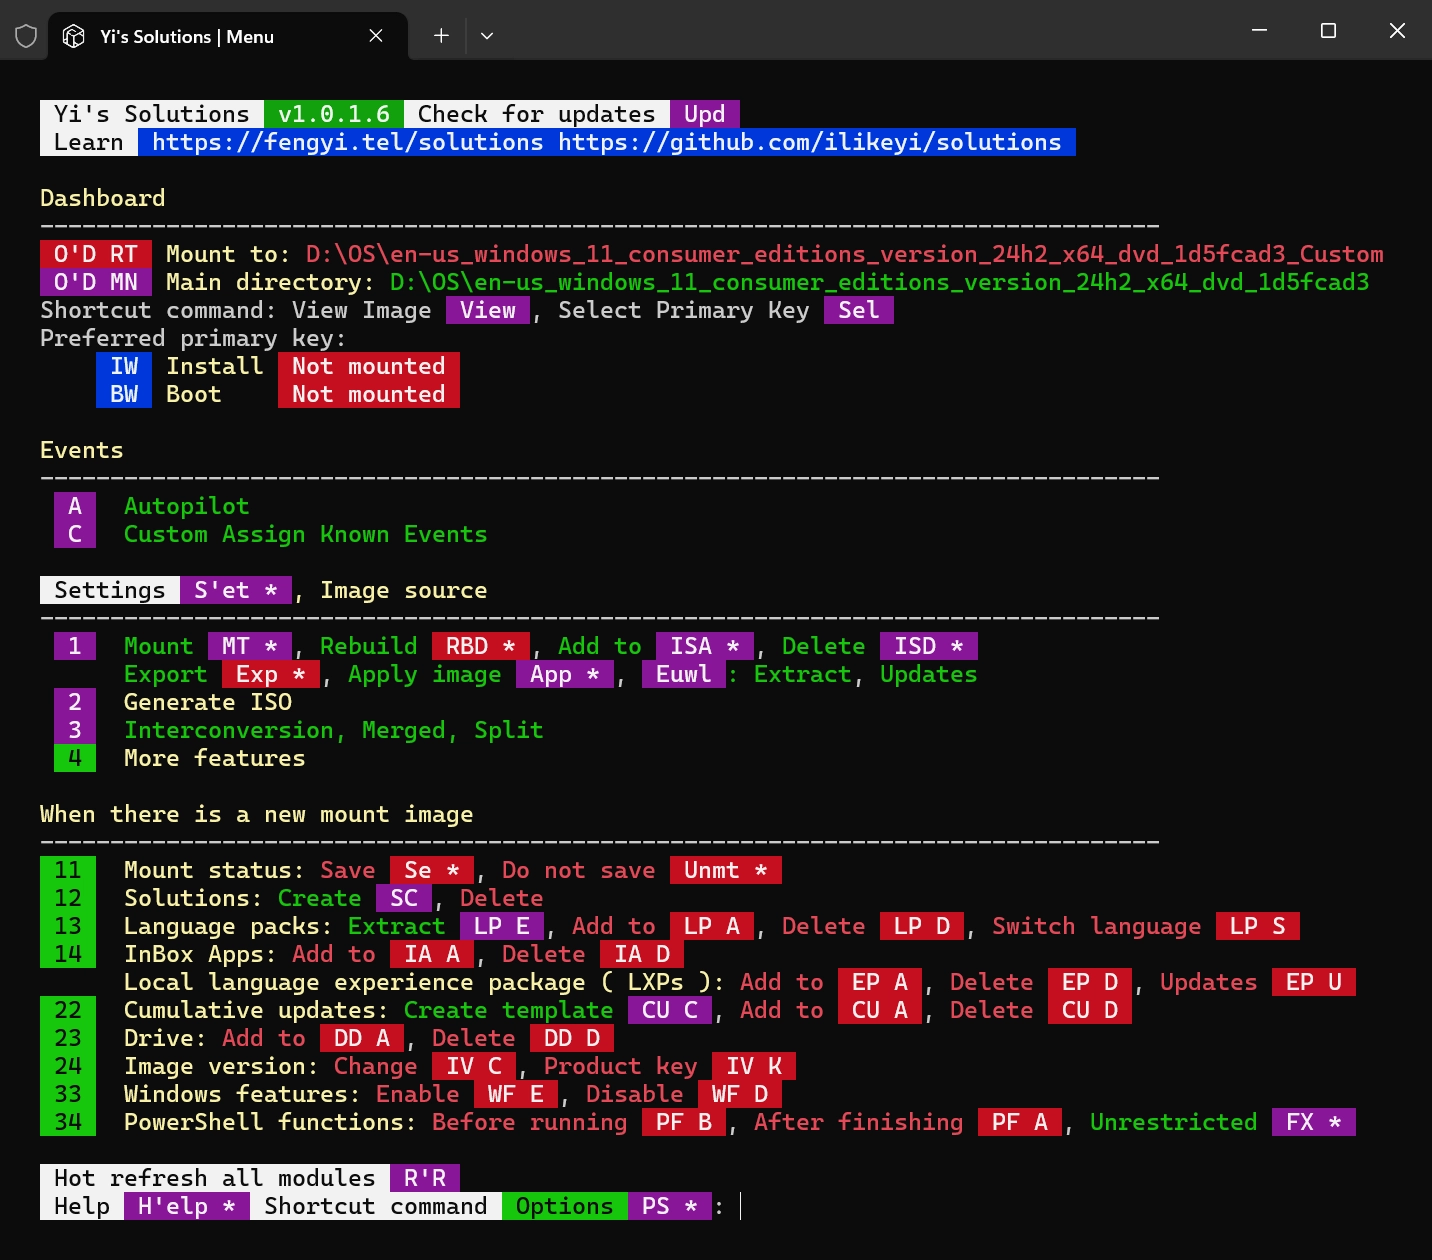 Yi's Solutions | Menu
Yi's Solutions v1.0.1.6 Check for updates Upd
Learn https://fengyi.tel/solutions https://github.com/ilikeyi/solutions
Dashboard
--------------------------------------------------------------------------------
O'D RT Mount to: D:\OS\en-us_windows_11_consumer_editions_version_24h2_x64_dvd_1d5fcad3_Custom
O'D MN Main directory: D:\OS\en-us_windows_11_consumer_editions_version_24h2_x64_dvd_1d5fcad3
Shortcut command: View Image View , Select Primary Key Sel
Preferred primary key:
IW Install Not mounted
BW Boot Not mounted
Events
--------------------------------------------------------------------------------
A Autopilot
C Custom Assign Known Events
Settings S'et * , Image source
--------------------------------------------------------------------------------
1 Mount MT * , Rebuild RBD * , Add to ISA * , Delete ISD *
Export Exp * , Apply image App * , Euwl : Extract, Updates
2 Generate ISO
3 Interconversion, Merged, Split
4 More features
When there is a new mount image
--------------------------------------------------------------------------------
11 Mount status: Save Se * , Do not save Unmt *
12 Solutions: Create SC , Delete
13 Language packs: Extract LP E , Add to LP A , Delete LP D , Switch language LP S
14 InBox Apps: Add to IA A , Delete IA D
Local language experience package ( LXPs ): Add to EP A , Delete EP D , Updates EP U
22 Cumulative updates: Create template CU C , Add to CU A , Delete CU D
23 Drive: Add to DD A , Delete DD D
24 Image version: Change IV C , Product key IV K
33 Windows features: Enable WF E , Disable WF D
34 PowerShell functions: Before running PF B , After finishing PF A , Unrestricted FX *
Hot refresh all modules R'R
Help H'elp * Shortcut command Options PS * :